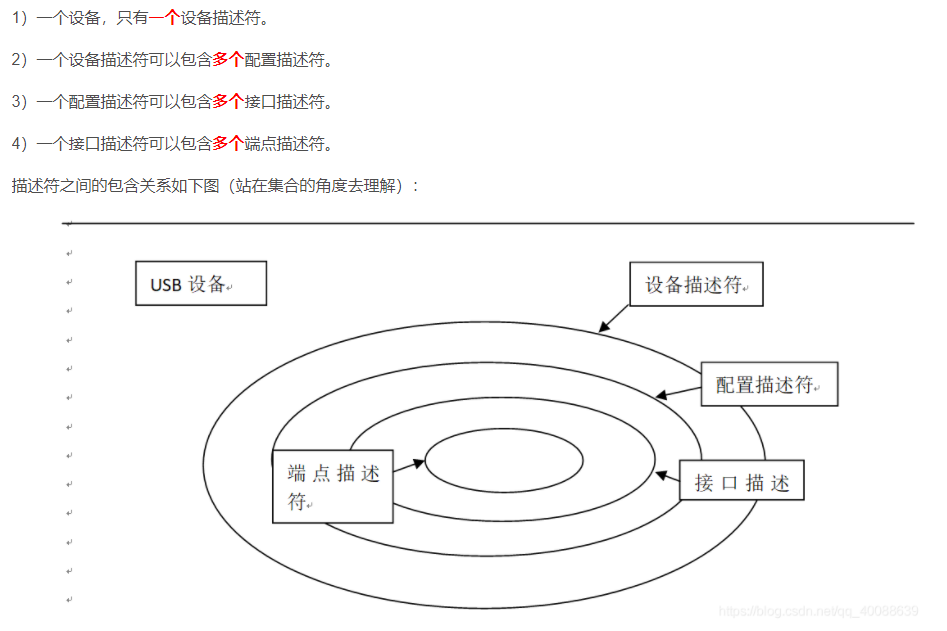 1）一个设备，只有一个设备描述符。
2）一个设备描述符可以包含多个配置描述符。
3）一个配置描述符可以包含多个接口描述符。
4）一个接口描述符可以包含多个端点描述符。
描述符之间的包含关系如下图（站在集合的角度去理解）：
USB 设备
设备描述符
配置描述符
端 点 描 述
符
接 口 描 述
https://blog.csdn.net/qq_40088639